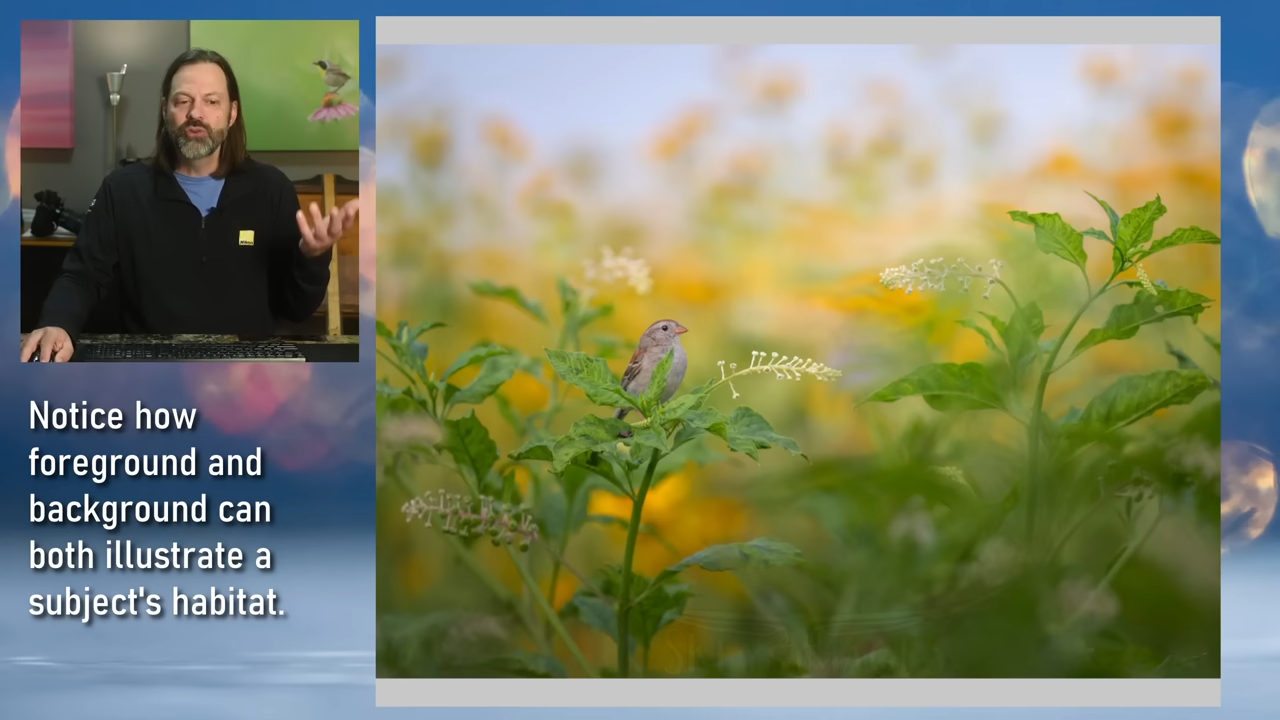 Notice how
foreground and
background can
both illustrate a
subject's habitat.